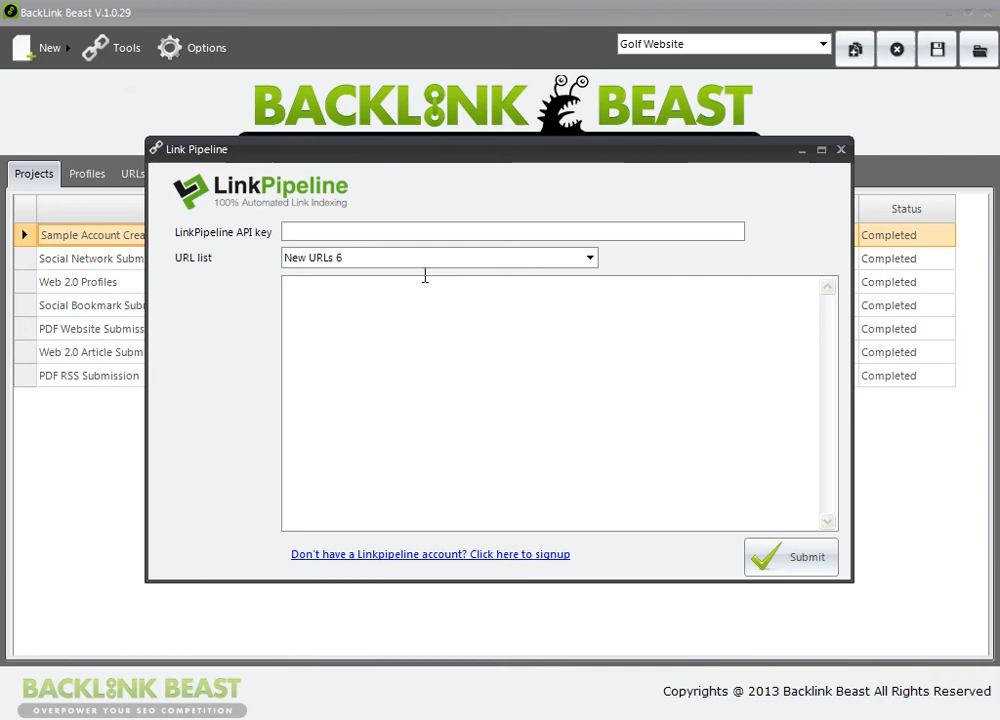 BackLink Beast V.1.0.29
New Tools Options Golf Website
BACKLINK BEAST
Link Pipeline
Projects Profiles URLs
LinkPipeline
100% Automated Link Indexing
Status
LinkPipeline API key
Sample Account Crea Completed
URL list New URLs 6
Social Network Subm Completed
Web 2.0 Profiles Completed
Social Bookmark Sub Completed
PDF Website Submiss Completed
Web 2.0 Article Subm Completed
PDF RSS Submission Completed
Don't have a Linkpipeline account? Click here to signup
Submit
BACKLINK BEAST
OVERPOWER YOUR SEO COMPETITION
Copyrights @ 2013 Backlink Beast All Rights Reserved